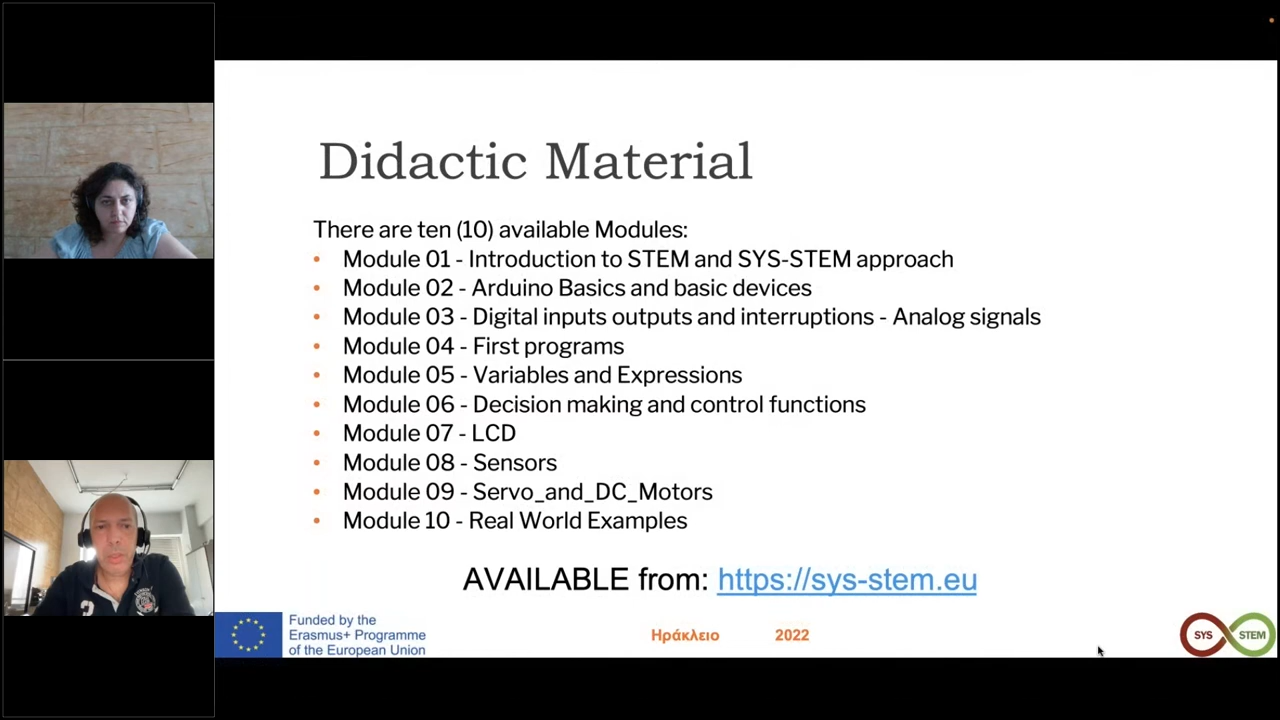 Didactic Material
There are ten (10) available Modules:
• Module 01 - Introduction to STEM and SYS-STEM approach
• Module 02 - Arduino Basics and basic devices
• Module 03 - Digital inputs outputs and interruptions - Analog signals
• Module 04 - First programs
• Module 05 - Variables and Expressions
• Module 06 - Decision making and control functions
• Module 07 - LCD
• Module 08 - Sensors
• Module 09 - Servo_and_DC_Motors
• Module 10 - Real World Examples
AVAILABLE from: https://sys-stem.eu
Funded by the
Erasmus+ Programme
of the European Union
Ηράκλειο 2022
SYS STEM
3